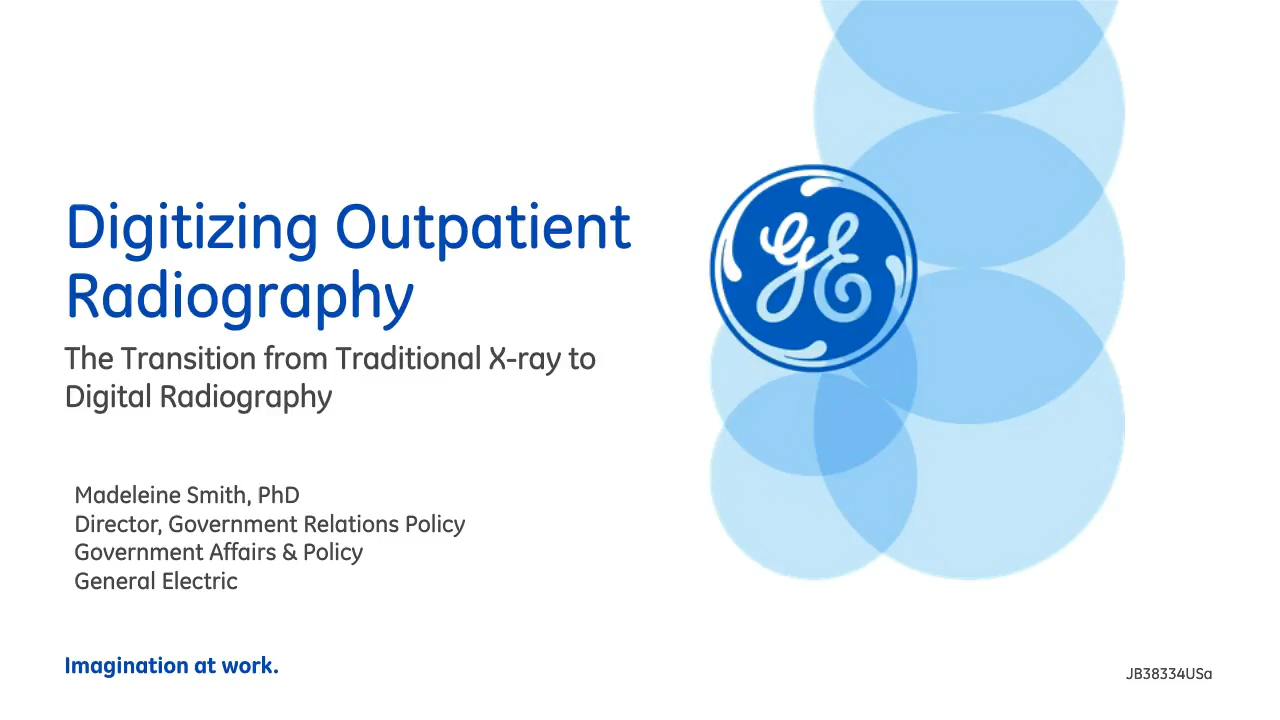 Digitizing Outpatient
Radiography
The Transition from Traditional X-ray to
Digital Radiography
GE
Madeleine Smith, PhD
Director, Government Relations Policy
Government Affairs & Policy
General Electric
Imagination at work.
JB38334USa